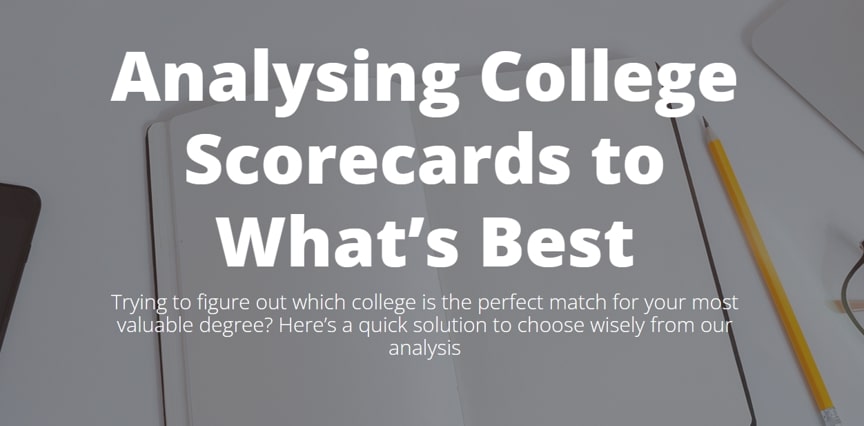 Analysing College
Scorecards to
What’s Best
Trying to figure out which college is the perfect match for your most
valuable degree? Here’s a quick solution to choose wisely from our
analysis